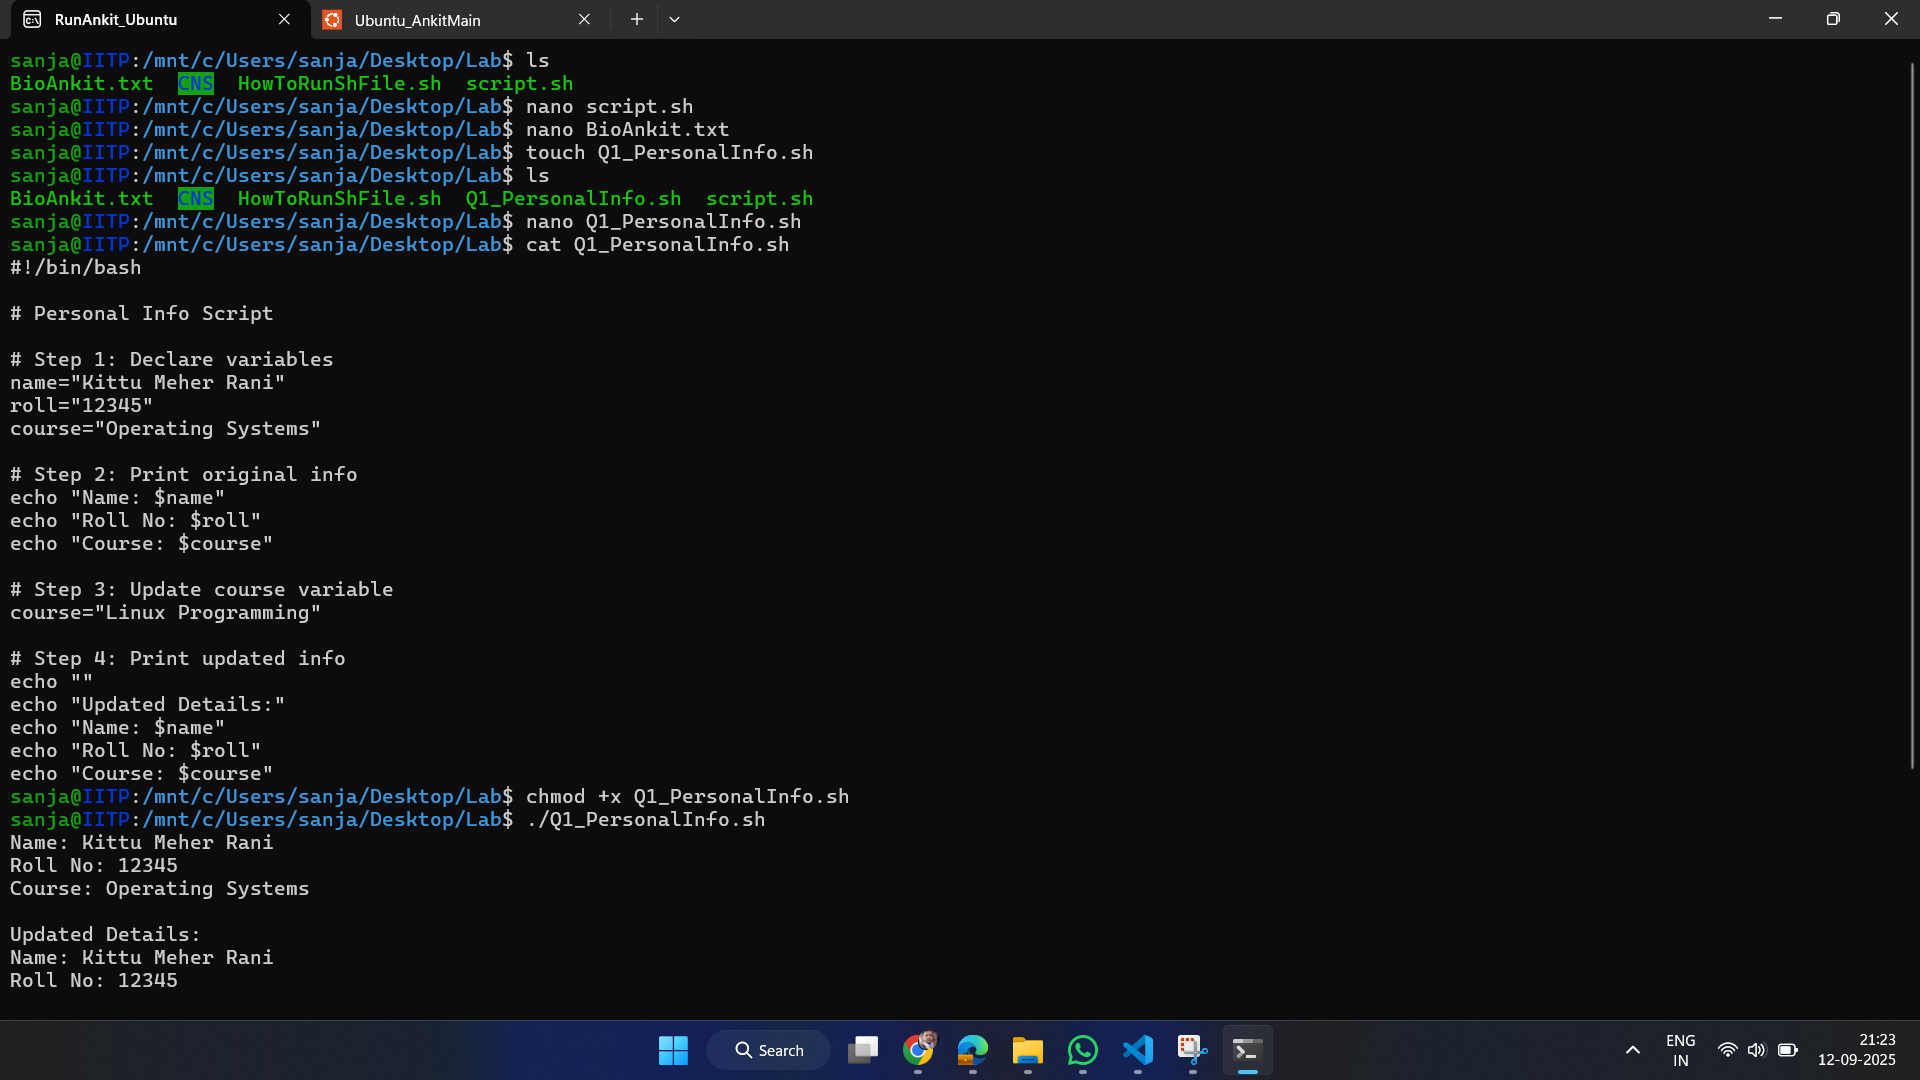 RunAnkit_Ubuntu
Ubuntu_AnkitMain
sanja@IITP:/mnt/c/Users/sanja/Desktop/Lab$ ls
BioAnkit.txt  CNS  HowToRunShFile.sh  script.sh
sanja@IITP:/mnt/c/Users/sanja/Desktop/Lab$ nano script.sh
sanja@IITP:/mnt/c/Users/sanja/Desktop/Lab$ nano BioAnkit.txt
sanja@IITP:/mnt/c/Users/sanja/Desktop/Lab$ touch Q1_PersonalInfo.sh
sanja@IITP:/mnt/c/Users/sanja/Desktop/Lab$ ls
BioAnkit.txt  CNS  HowToRunShFile.sh  Q1_PersonalInfo.sh  script.sh
sanja@IITP:/mnt/c/Users/sanja/Desktop/Lab$ nano Q1_PersonalInfo.sh
sanja@IITP:/mnt/c/Users/sanja/Desktop/Lab$ cat Q1_PersonalInfo.sh
#!/bin/bash
# Personal Info Script
# Step 1: Declare variables
name="Kittu Meher Rani"
roll="12345"
course="Operating Systems"
# Step 2: Print original info
echo "Name: $name"
echo "Roll No: $roll"
echo "Course: $course"
# Step 3: Update course variable
course="Linux Programming"
# Step 4: Print updated info
echo ""
echo "Updated Details:"
echo "Name: $name"
echo "Roll No: $roll"
echo "Course: $course"
sanja@IITP:/mnt/c/Users/sanja/Desktop/Lab$ chmod +x Q1_PersonalInfo.sh
sanja@IITP:/mnt/c/Users/sanja/Desktop/Lab$ ./Q1_PersonalInfo.sh
Name: Kittu Meher Rani
Roll No: 12345
Course: Operating Systems
Updated Details:
Name: Kittu Meher Rani
Roll No: 12345
Search
ENG
IN
21:23
12-09-2025